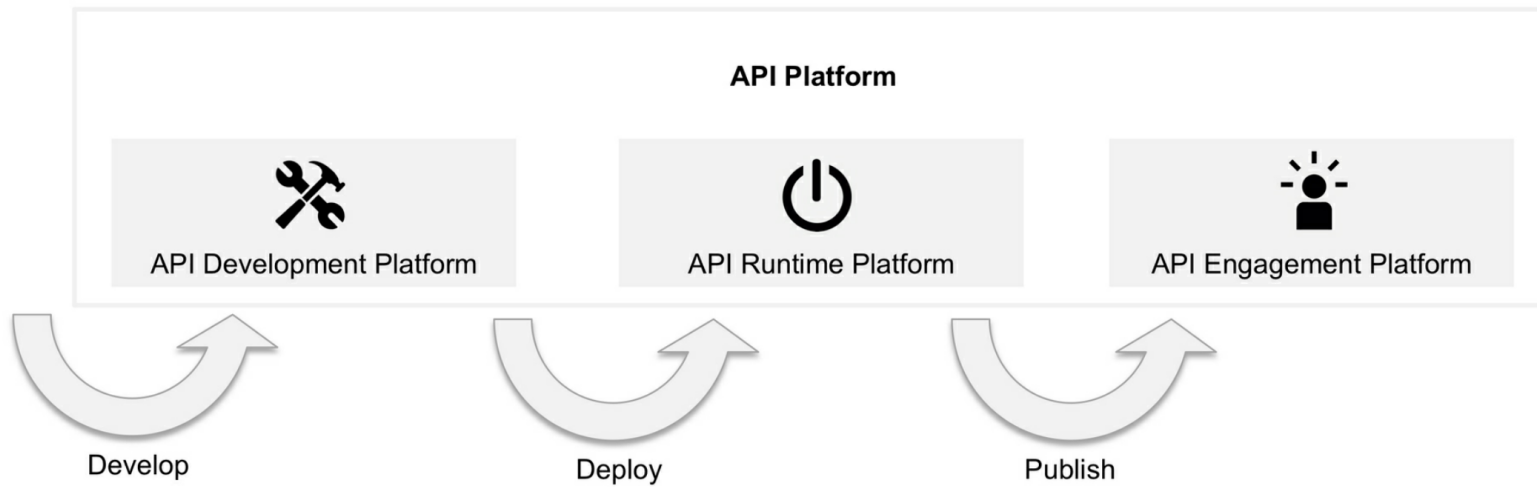 API Platform
API Development Platform
API Runtime Platform
API Engagement Platform
Develop
Deploy
Publish